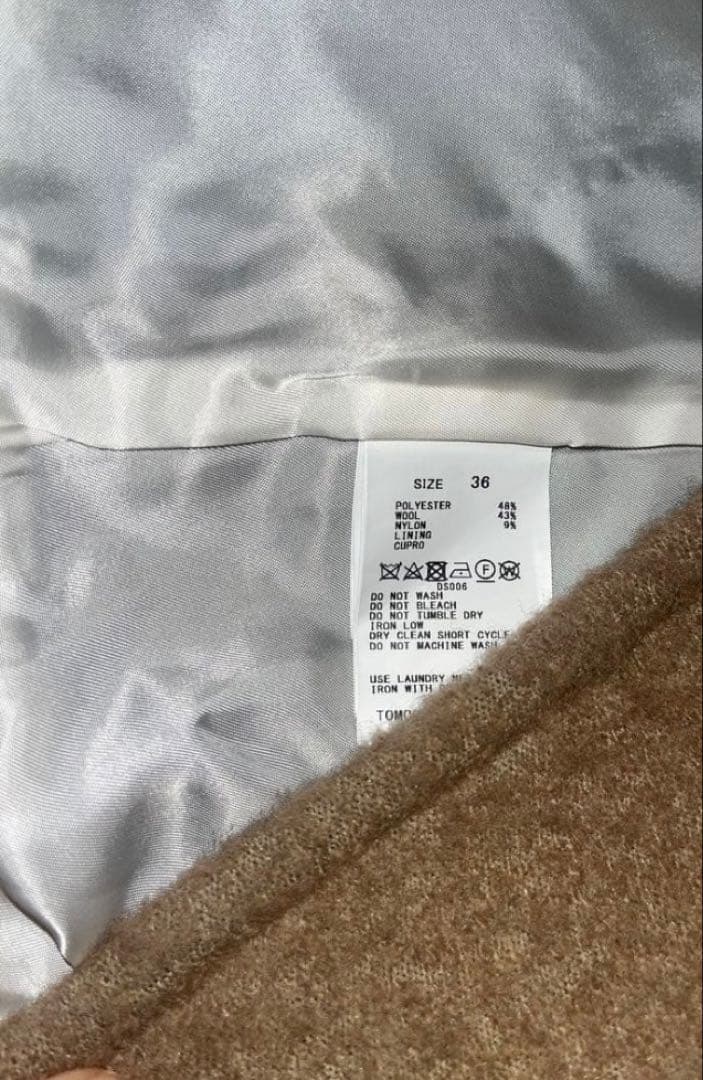 SIZE 36
POLYESTER 48%
WOOL 43%
NYLON 9%
LINING
CUPRO
DS006
DO NOT WASH
DO NOT BLEACH
DO NOT TUMBLE DRY
IRON LOW
DRY CLEAN SHORT CYCLE
DO NOT MACHINE WASH
USE LAUNDRY
IRON WITH